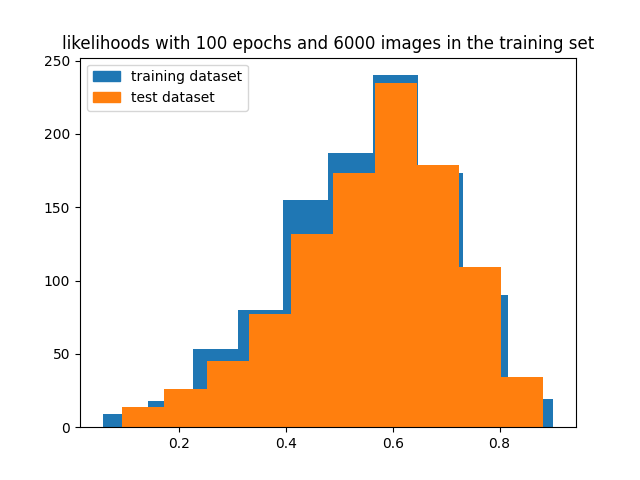 likelihoods with 100 epochs and 6000 images in the training set
training dataset
test dataset
250
200
150
100
50
0
0.2 0.4 0.6 0.8